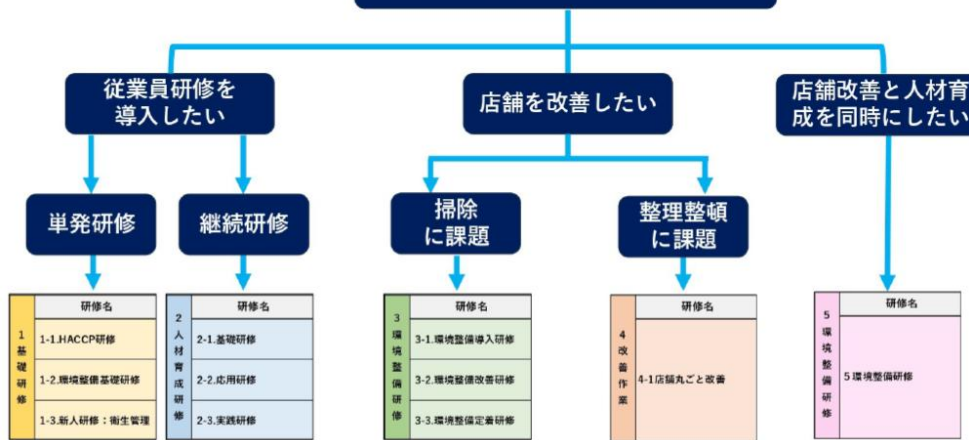 従業員研修を
導入したい
店舗を改善したい
店舗改善と人材育
成を同時にしたい
単発研修
継続研修
掃除
に課題
整理整頓
に課題
1基礎研修
研修名
1-1.HACCP研修
1-2.環境整備基礎研修
1-3.新人研修：衛生管理
2人材育成研修
研修名
2-1.基礎研修
2-2.応用研修
2-3.実践研修
3環境整備研修
研修名
3-1.環境整備導入研修
3-2.環境整備改善研修
3-3.環境整備定着研修
4改善作業
研修名
4-1店舗丸ごと改善
5環境整備研修
研修名
5環境整備研修